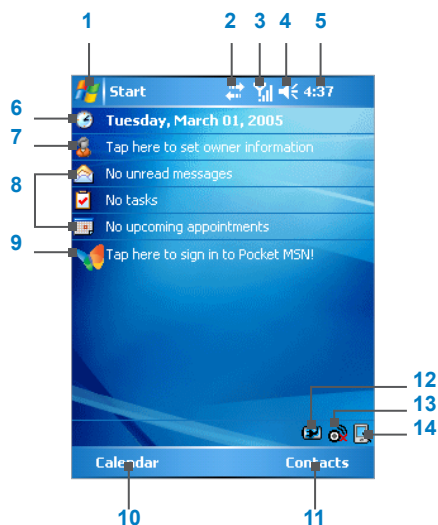 1 2 3 4 5
Start 4:37
6 Tuesday, March 01, 2005
7 Tap here to set owner information
8 No unread messages
No tasks
No upcoming appointments
9 Tap here to sign in to Pocket MSN!
12
13
14
Calendar Contacts
10 11